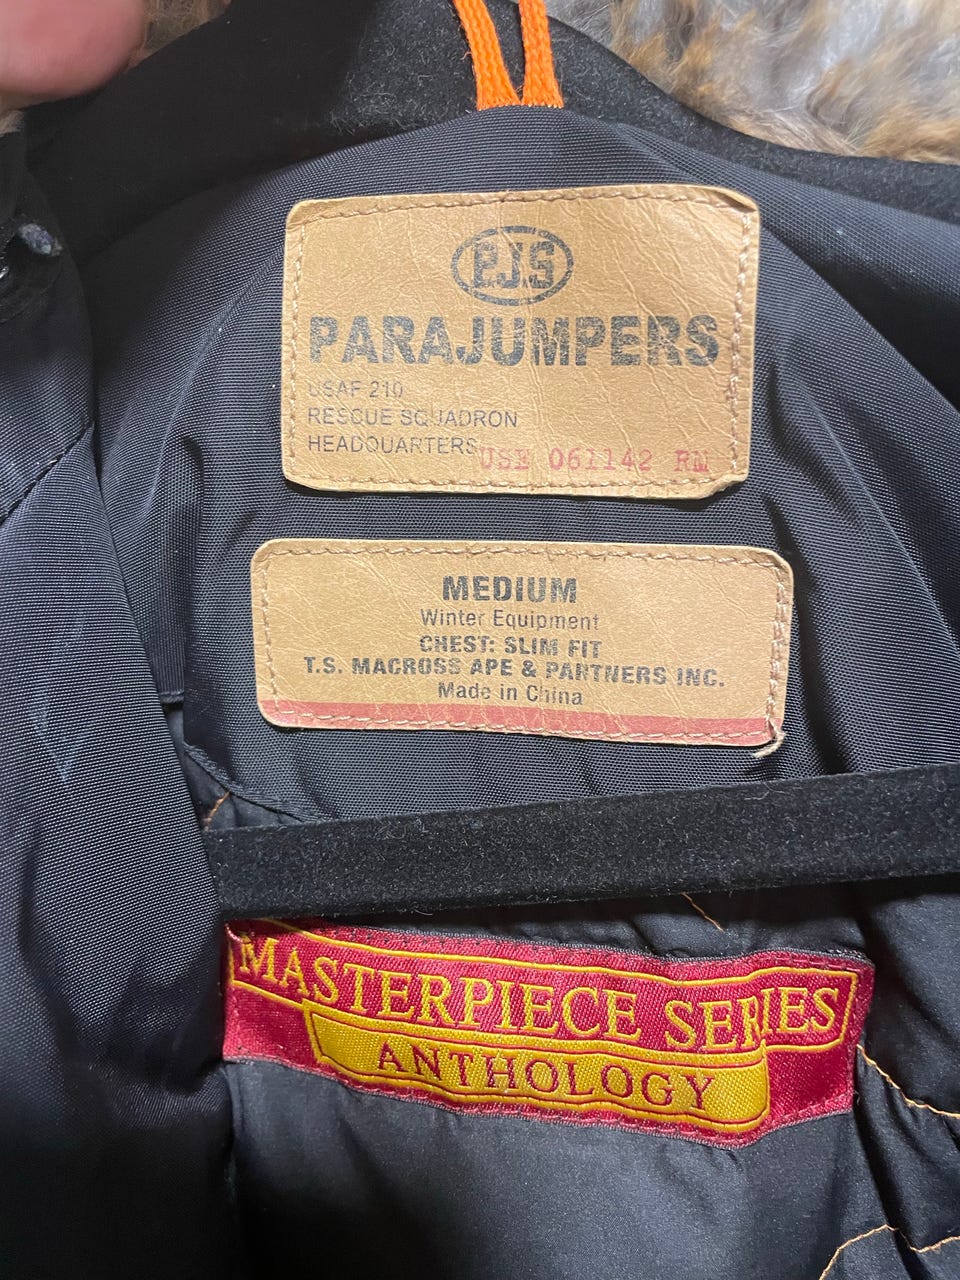 P.J.S
PARAJUMPERS
USAF 210
RESCUE SQUADRON
HEADQUARTERS
USE 061142 RM
MEDIUM
Winter Equipment
CHEST: SLIM FIT
T.S. MACROSS APE & PARTNERS INC.
Made in China
MASTERPIECE SERIES
ANTHOLOGY